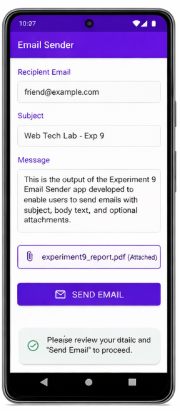 10:27
Email Sender
Recipient Email
friend@example.com
Subject
Web Tech Lab - Exp 9
Message
This is the output of the Experiment 9
Email Sender app developed to
enable users to send emails with
subject, body text, and optional
attachments.
experiment9_report.pdf (Attached)
SEND EMAIL
Please review your dtailc and
"Send Email" to proceed.